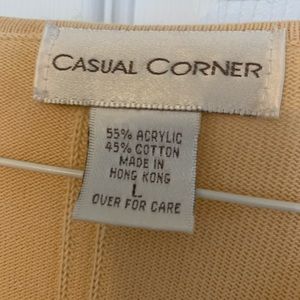 CASUAL CORNER
55% ACRYLIC
45% COTTON
MADE IN
HONG KONG
L
OVER FOR CARE